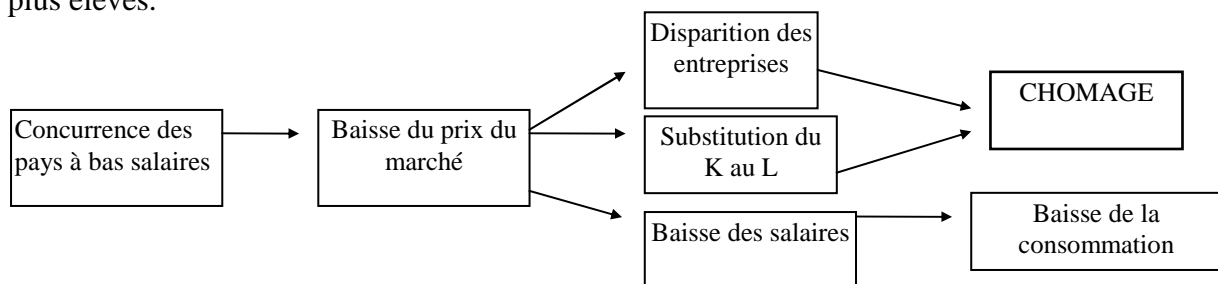 plus élevés.
Disparition des
entreprises
CHOMAGE
Concurrence des
pays à bas salaires
Baisse du prix du
marché
Substitution du
K au L
Baisse des salaires
Baisse de la
consommation